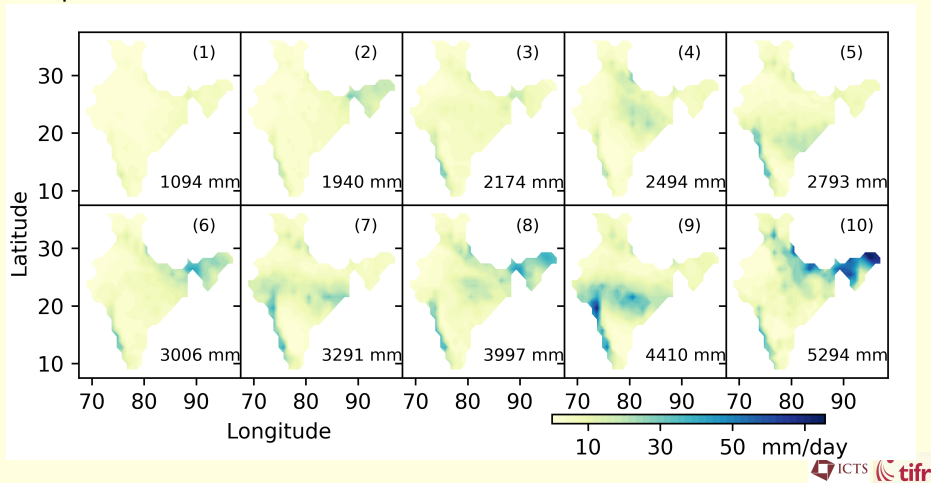 (1) (2) (3) (4) (5)
30
20
10
1094 mm 1940 mm 2174 mm 2494 mm 2793 mm
Latitude
(6) (7) (8) (9) (10)
30
20
10
3006 mm 3291 mm 3997 mm 4410 mm 5294 mm
70 80 90 70 80 90 70 80 90 70 80 90 70 80 90
Longitude
10 30 50 mm/day
ICTS tifr